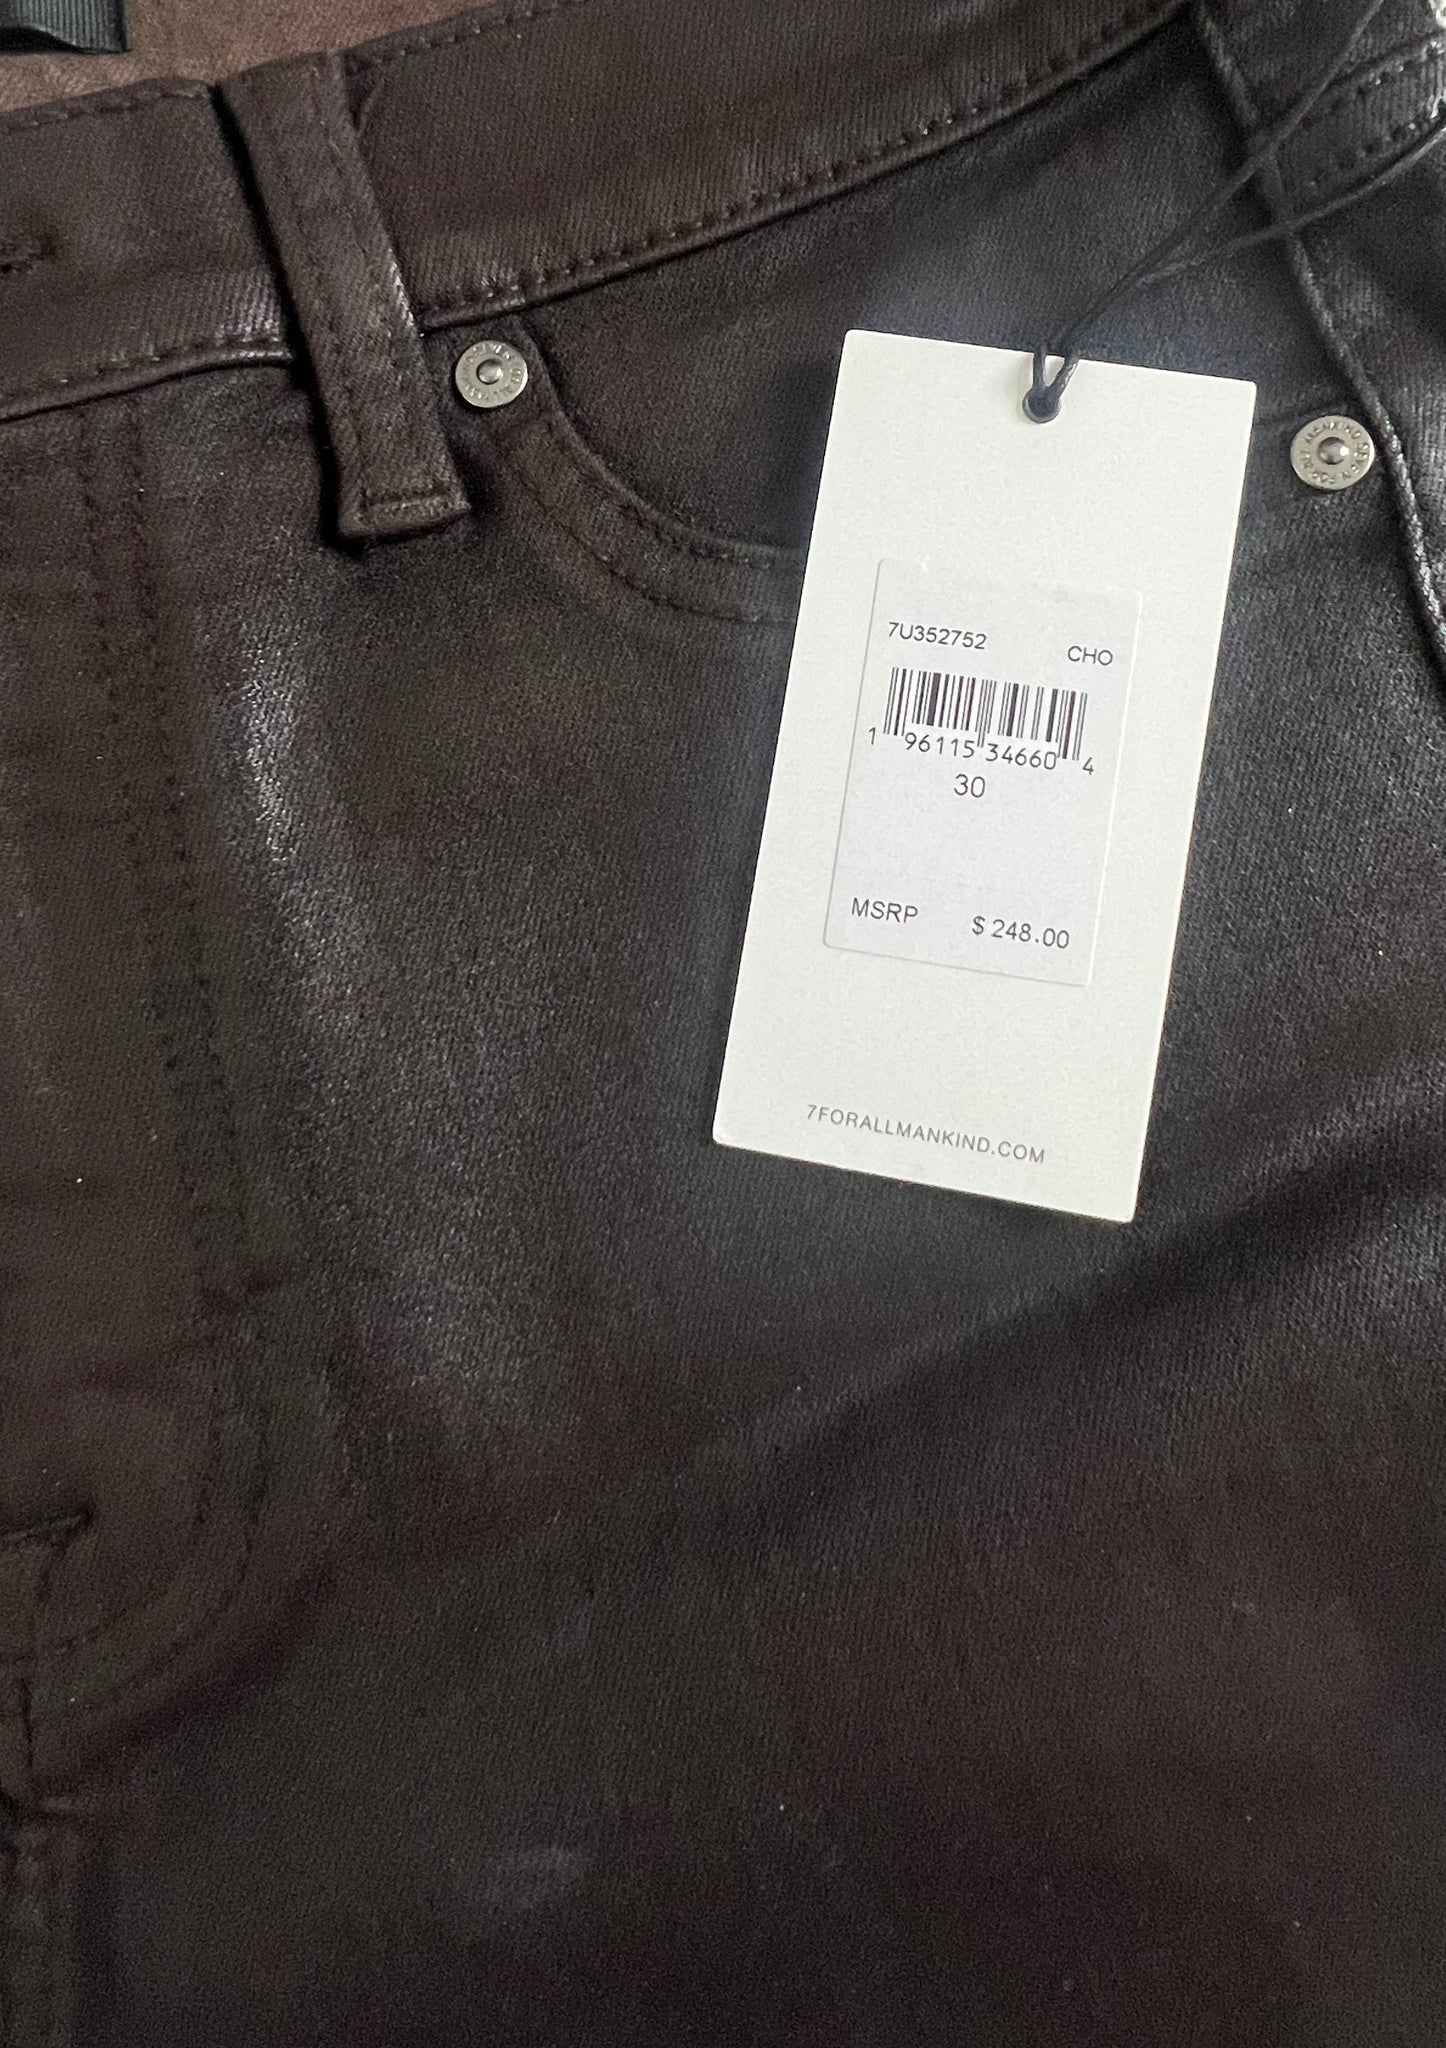 7U352752 CHO
1 96115 34660 4
30
MSRP $ 248.00
7FORALLMANKIND.COM